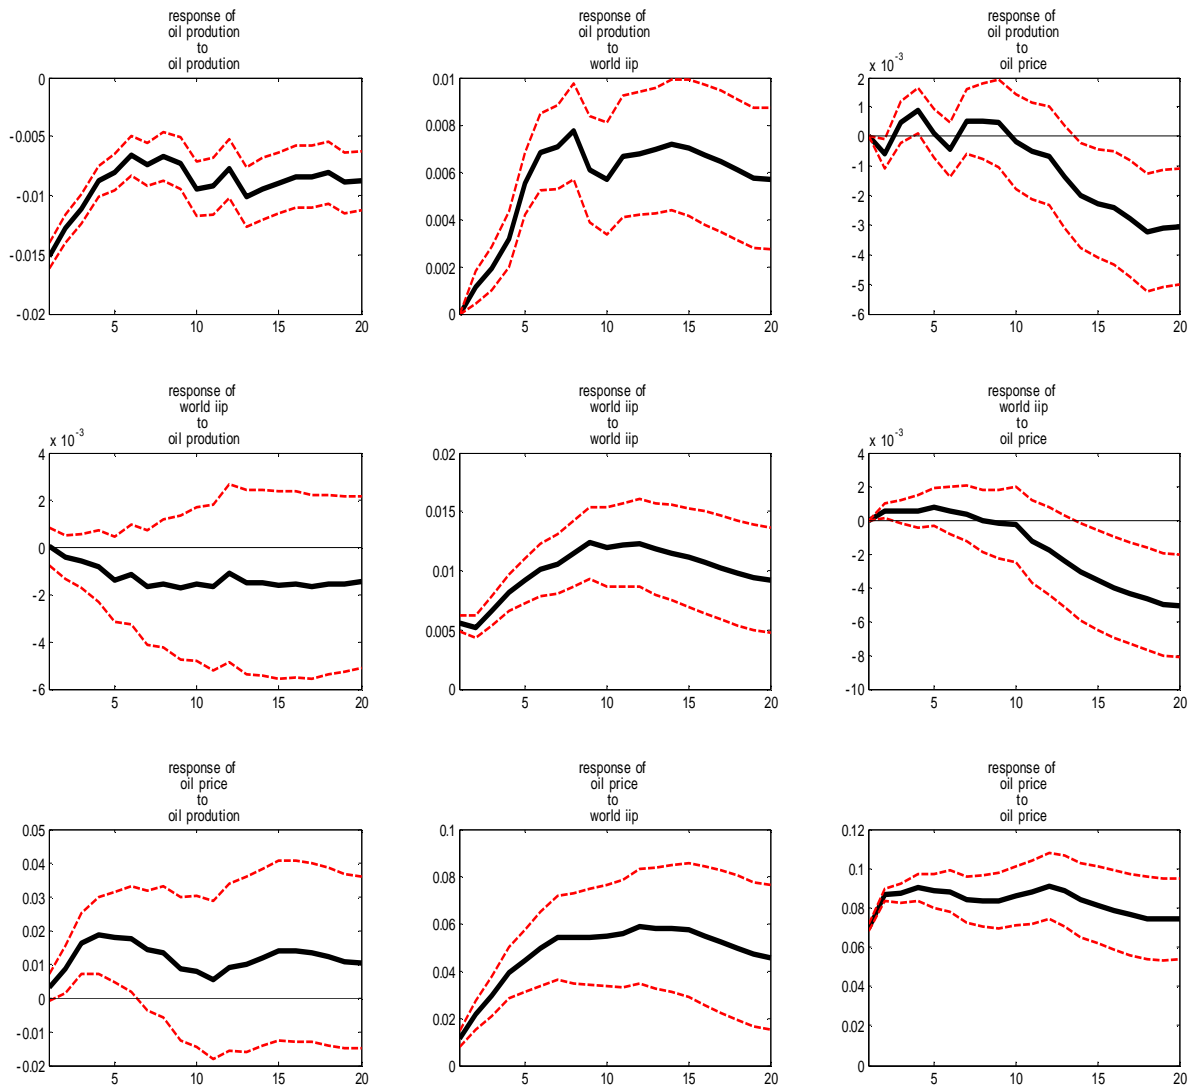 response of
oil prodution
to
oil prodution
0
-0.005
-0.01
-0.015
-0.02
5 10 15 20
response of
oil prodution
to
world iip
0.01
0.008
0.006
0.004
0.002
0
5 10 15 20
response of
oil prodution
to
oil price
x 10-3
2
1
0
-1
-2
-3
-4
-5
-6
5 10 15 20
response of
world iip
to
oil prodution
x 10-3
4
2
0
-2
-4
-6
5 10 15 20
response of
world iip
to
world iip
0.02
0.015
0.01
0.005
0
5 10 15 20
response of
world iip
to
oil price
x 10-3
4
2
0
-2
-4
-6
-8
-10
5 10 15 20
response of
oil price
to
oil prodution
0.05
0.04
0.03
0.02
0.01
0
-0.01
-0.02
5 10 15 20
response of
oil price
to
world iip
0.1
0.08
0.06
0.04
0.02
0
5 10 15 20
response of
oil price
to
oil price
0.12
0.1
0.08
0.06
0.04
0.02
0
5 10 15 20